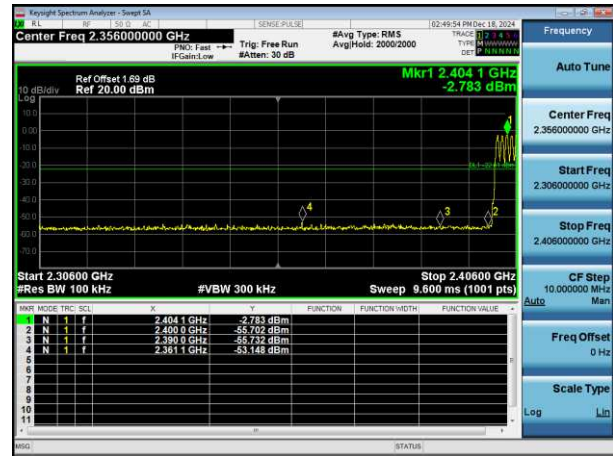 Keysight Spectrum Analyzer - Swept SA
RL RF 50 Ω AC SENSE:PULSE 02:49:54 PM Dec 18, 2024
Center Freq 2.356000000 GHz #Avg Type: RMS TRACE 1 2 3 4 5 6
PNO: Fast Trig: Free Run Avg|Hold: 2000/2000 TYPE M WWWWW
IFGain:Low #Atten: 30 dB DET P NNNNN
Ref Offset 1.69 dB Mkr1 2.404 1 GHz
10 dB/div Ref 20.00 dBm -2.783 dBm
Log
10.0
0.00
-10.0
-20.0
-30.0
-40.0
-50.0
-60.0
-70.0
1
4
3
2
Start 2.30600 GHz Stop 2.40600 GHz
#Res BW 100 kHz #VBW 300 kHz Sweep 9.600 ms (1001 pts)
MKR MODE TRC SCL X Y FUNCTION FUNCTION WIDTH FUNCTION VALUE
1 N 1 f 2.404 1 GHz -2.783 dBm
2 N 1 f 2.400 0 GHz -55.702 dBm
3 N 1 f 2.390 0 GHz -55.732 dBm
4 N 1 f 2.361 1 GHz -53.148 dBm
5
6
7
8
9
10
11
MSG STATUS
Frequency
Auto Tune
Center Freq
2.356000000 GHz
Start Freq
2.306000000 GHz
Stop Freq
2.406000000 GHz
CF Step
10.000000 MHz
Auto Man
Freq Offset
0 Hz
Scale Type
Log Lin